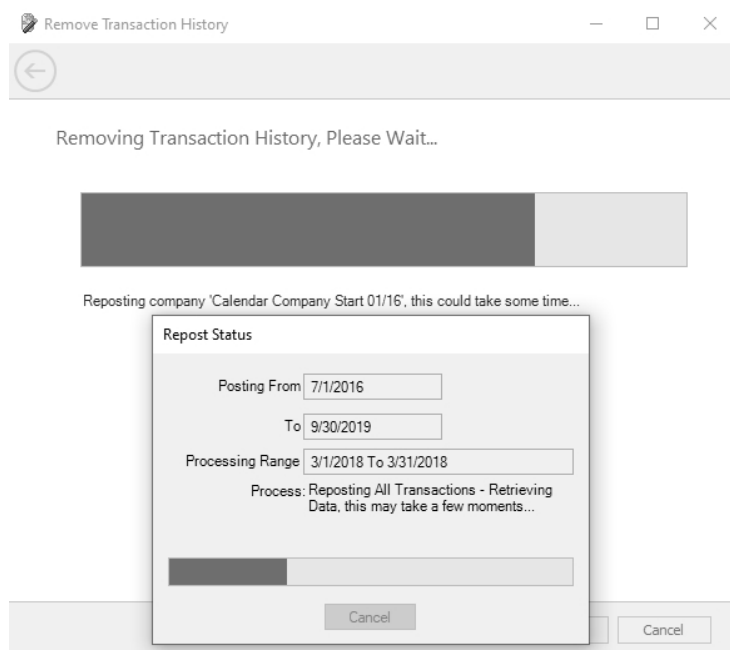 Remove Transaction History
Removing Transaction History, Please Wait...
Reposting company 'Calendar Company Start 01/16', this could take some time...
Repost Status
Posting From 7/1/2016
To 9/30/2019
Processing Range 3/1/2018 To 3/31/2018
Process: Reposting All Transactions - Retrieving
Data, this may take a few moments...
Cancel
Cancel